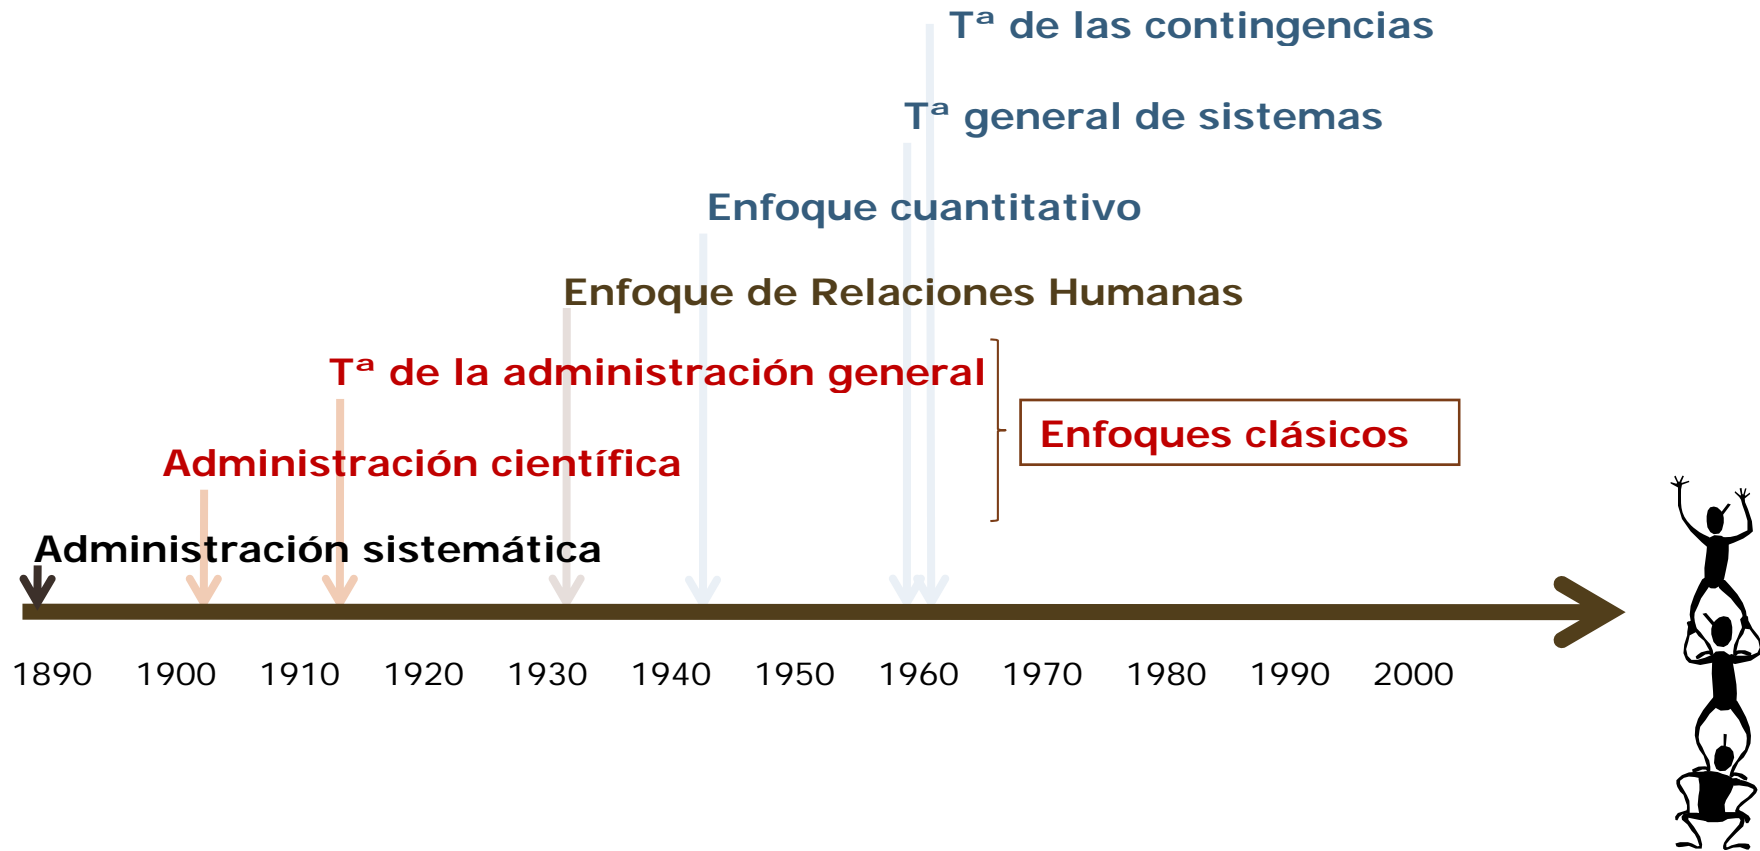 Tª de las contingencias
Tª general de sistemas
Enfoque cuantitativo
Enfoque de Relaciones Humanas
Tª de la administración general
Enfoques clásicos
Administración científica
Administración sistemática
1890 1900 1910 1920 1930 1940 1950 1960 1970 1980 1990 2000